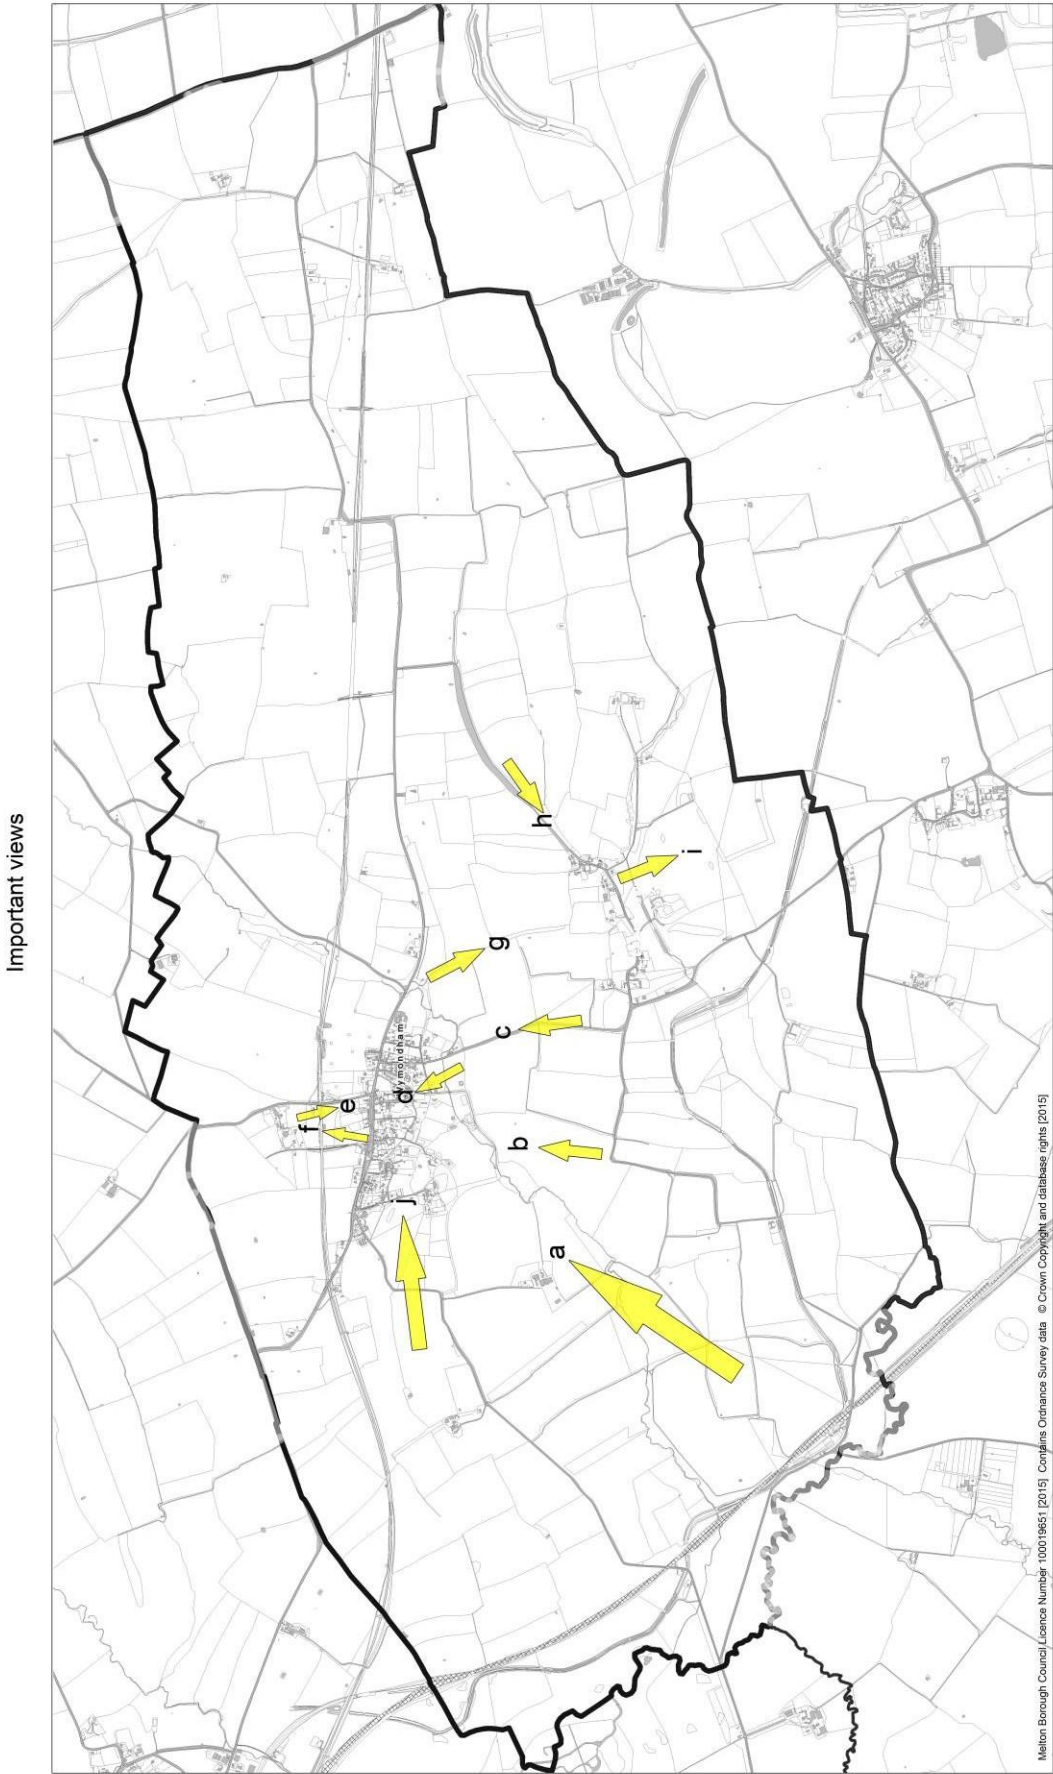 Important views
a
b
c
d
e
f
g
h
i
j
Wymondham
Melton Borough Council Licence Number 100019651 [2015] Contains Ordnance Survey data © Crown Copyright and database rights [2015]